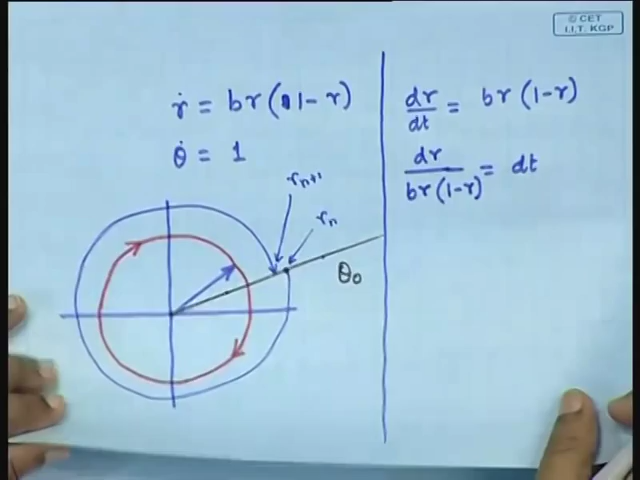 © CET
I.I.T. KGP
ṙ = br(1-r)
θ̇ = 1
r_{n+1}
r_n
θ₀
dr/dt = br(1-r)
dr/br(1-r) = dt